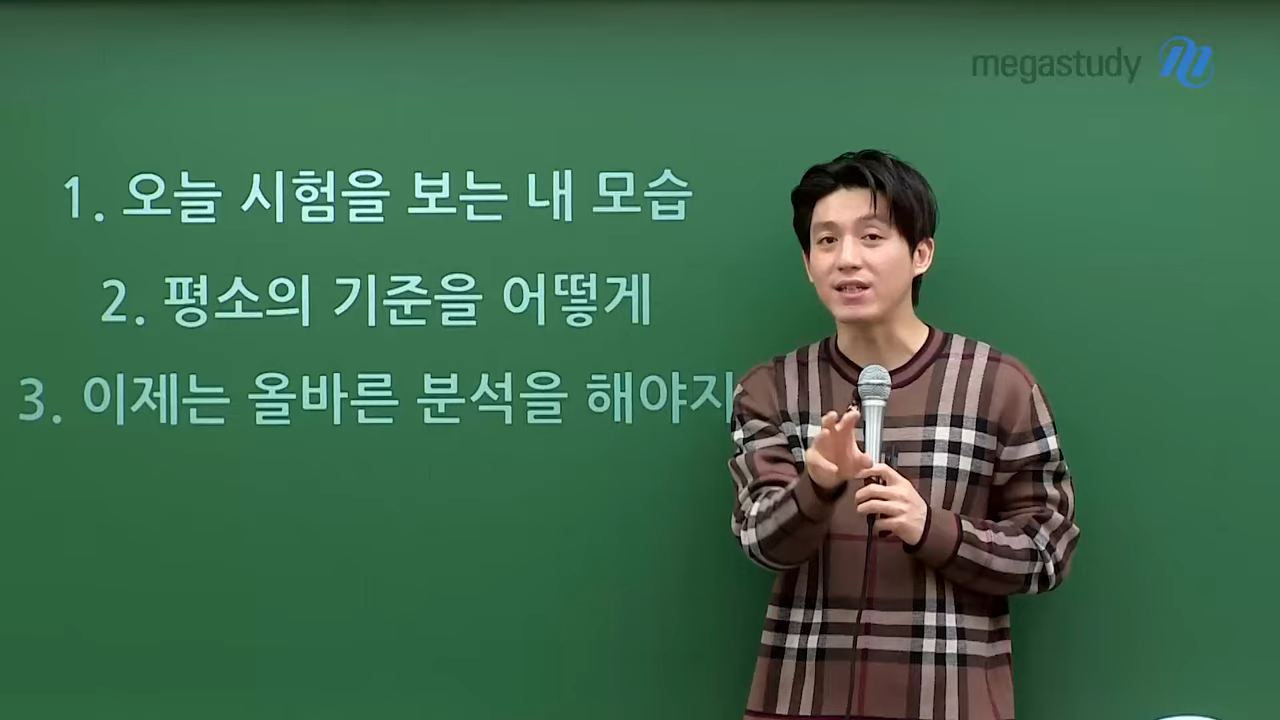 megastudy
1. 오늘 시험을 보는 내 모습
2. 평소의 기준을 어떻게
3. 이제는 올바른 분석을 해야지